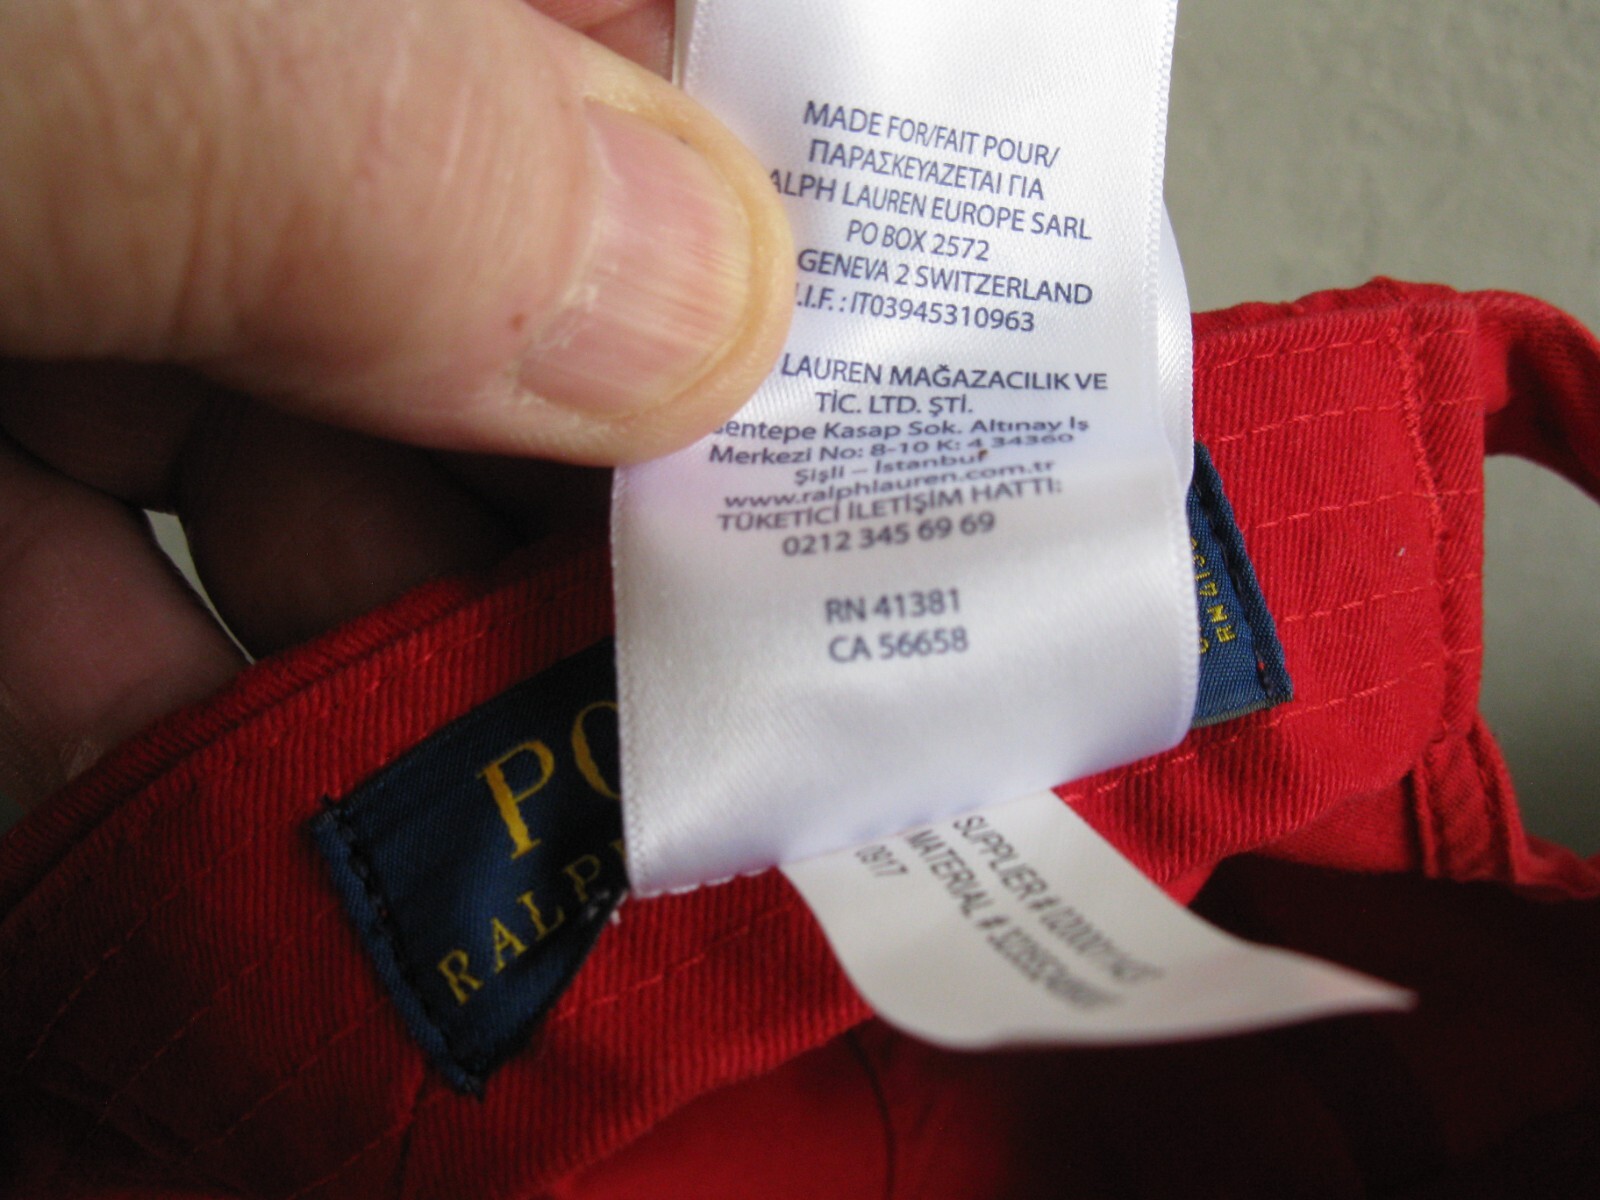 MADE FOR/FAIT POUR/
ΠΑΡΑΣΚΕΥΑΖΕΤΑΙ ΓΙΑ
ALPH LAUREN EUROPE SARL
PO BOX 2572
GENEVA 2 SWITZERLAND
.I.F. : IT03945310963
LAUREN MAĞAZACILIK VE
TİC. LTD. ŞTİ.
sentepe Kasap Sok. Altınay İş
Merkezi No: 8-10 K: 4 34360
Şişli – İstanbul
www.ralphlauren.com.tr
TÜKETİCİ İLETİŞİM HATTI:
0212 345 69 69
RN 41381
CA 56658
PO
RALP
SUPPLIER #
MATERIAL #
0917